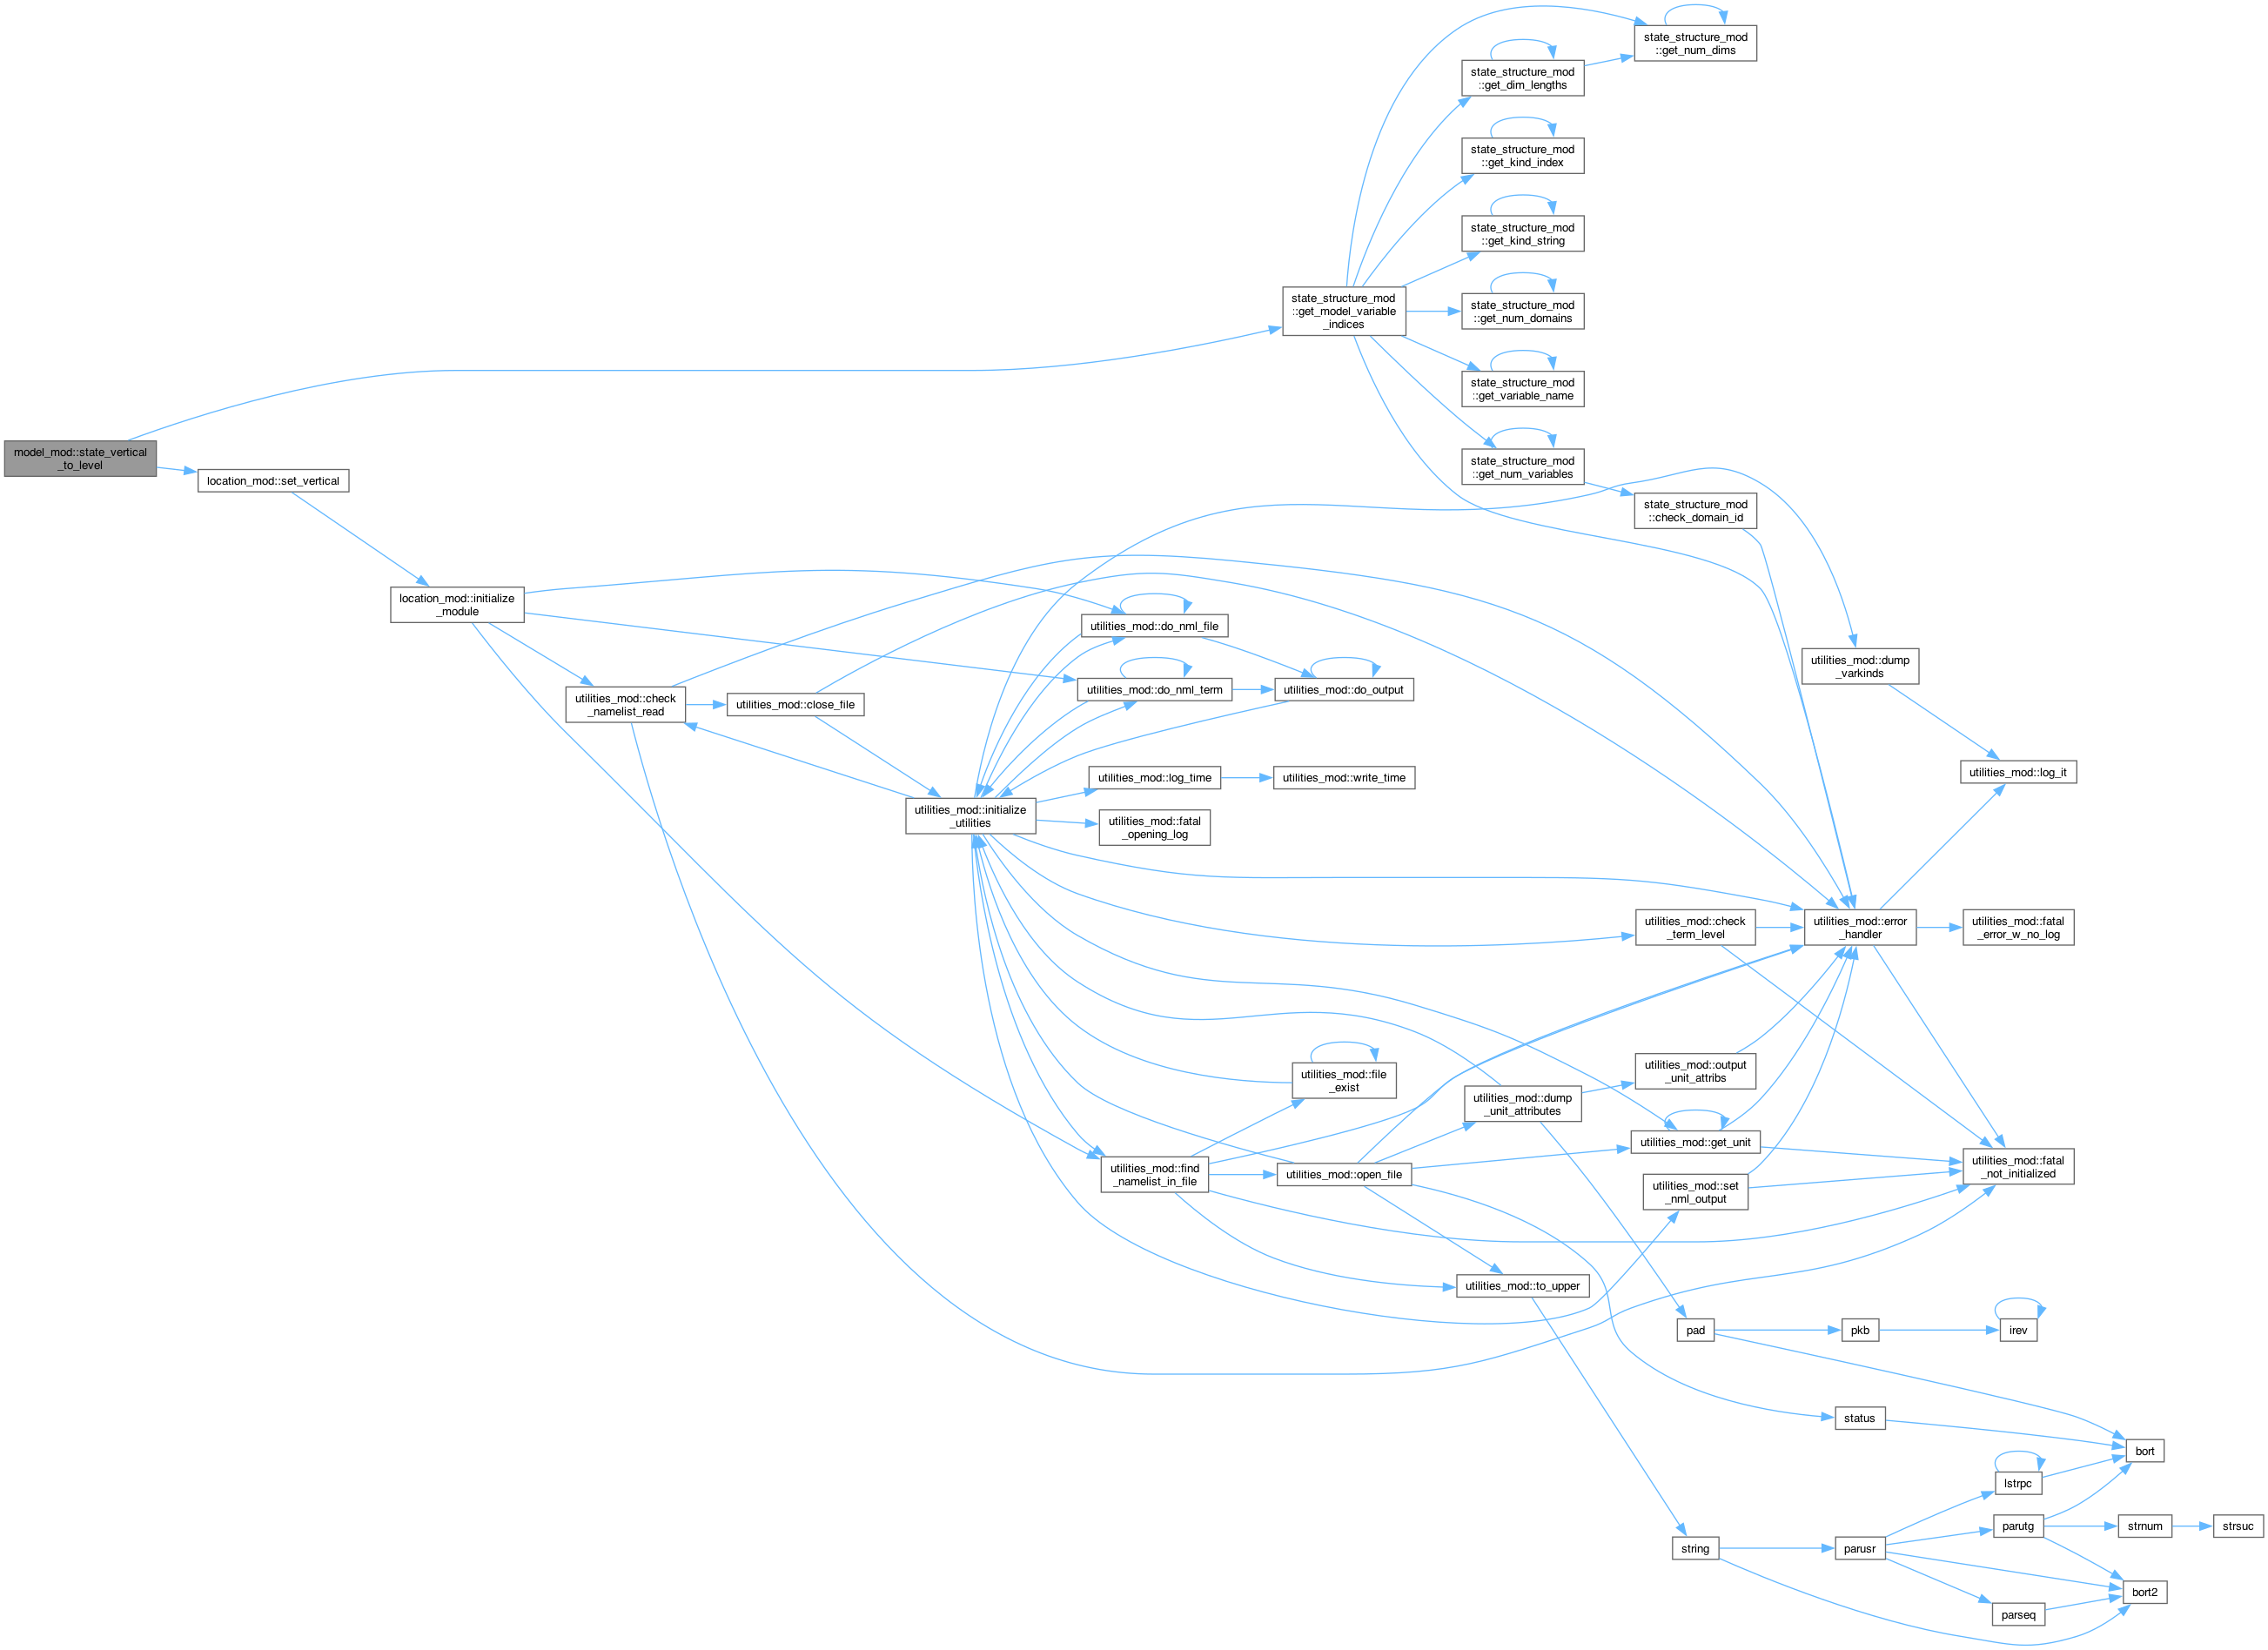 state_structure_mod
::get_num_dims
state_structure_mod
::get_dim_lengths
state_structure_mod
::get_kind_index
state_structure_mod
::get_kind_string
state_structure_mod
::get_model_variable
_indices
state_structure_mod
::get_num_domains
state_structure_mod
::get_variable_name
model_mod::state_vertical
_to_level
state_structure_mod
::get_num_variables
location_mod::set_vertical
state_structure_mod
::check_domain_id
location_mod::initialize
_module
utilities_mod::do_nml_file
utilities_mod::dump
_varkinds
utilities_mod::check
_namelist_read
utilities_mod::close_file
utilities_mod::do_nml_term
utilities_mod::do_output
utilities_mod::log_it
utilities_mod::log_time
utilities_mod::write_time
utilities_mod::initialize
_utilities
utilities_mod::fatal
_opening_log
utilities_mod::check
_term_level
utilities_mod::error
_handler
utilities_mod::fatal
_error_w_no_log
utilities_mod::file
_exist
utilities_mod::output
_unit_attribs
utilities_mod::dump
_unit_attributes
utilities_mod::get_unit
utilities_mod::find
_namelist_in_file
utilities_mod::open_file
utilities_mod::set
_nml_output
utilities_mod::fatal
_not_initialized
utilities_mod::to_upper
pad
pkb
irev
status
bort
lstrpc
string
parusr
parutg
strnum
strsuc
bort2
parseq